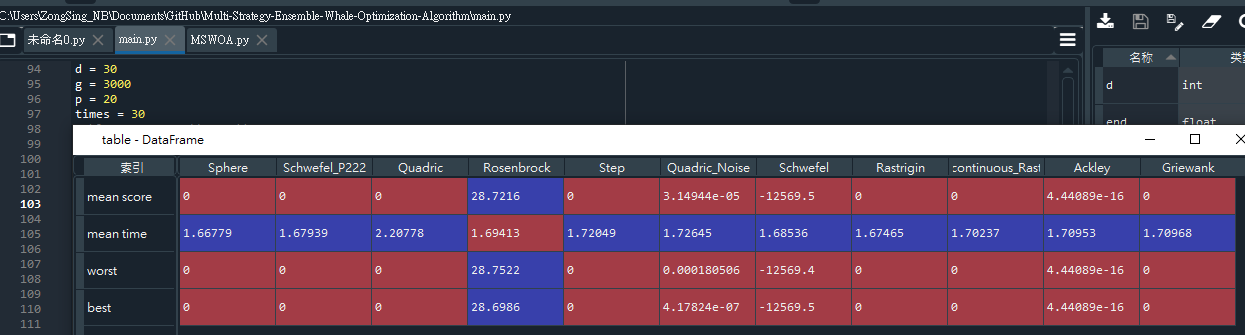 C:\Users\ZongSing_NB\Documents\GitHub\Multi-Strategy-Ensemble-Whale-Optimization-Algorithm\main.py
未命名0.py main.py MSWOA.py
94 d = 30
95 g = 3000
96 p = 20
97 times = 30
98
99
100
101
102
103
104
105
106
107
108
109
110
111
名称 类
d int
end float
table - DataFrame
索引 Sphere Schwefel_P222 Quadric Rosenbrock Step Quadric_Noise Schwefel Rastrigin continuous_Rast Ackley Griewank
mean score 0 0 0 28.7216 0 3.14944e-05 -12569.5 0 0 4.44089e-16 0
mean time 1.66779 1.67939 2.20778 1.69413 1.72049 1.72645 1.68536 1.67465 1.70237 1.70953 1.70968
worst 0 0 0 28.7522 0 0.000180506 -12569.4 0 0 4.44089e-16 0
best 0 0 0 28.6986 0 4.17824e-07 -12569.5 0 0 4.44089e-16 0